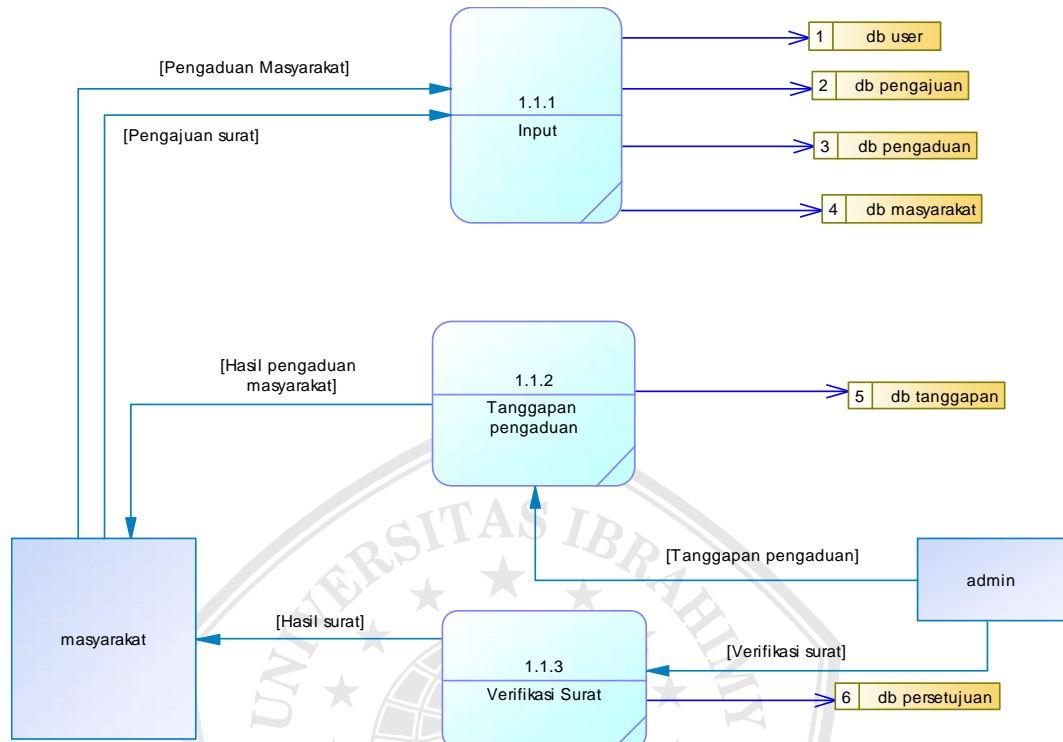 1 db user
[Pengaduan Masyarakat]
2 db pengajuan
1.1.1
[Pengajuan surat]
Input
3 db pengaduan
4 db masyarakat
[Hasil pengaduan
masyarakat]
1.1.2
5 db tanggapan
Tanggapan
pengaduan
UNIVERSITAS IBRAHIMY
[Tanggapan pengaduan]
admin
[Hasil surat]
masyarakat
[Verifikasi surat]
1.1.3
Verifikasi Surat
6 db persetujuan